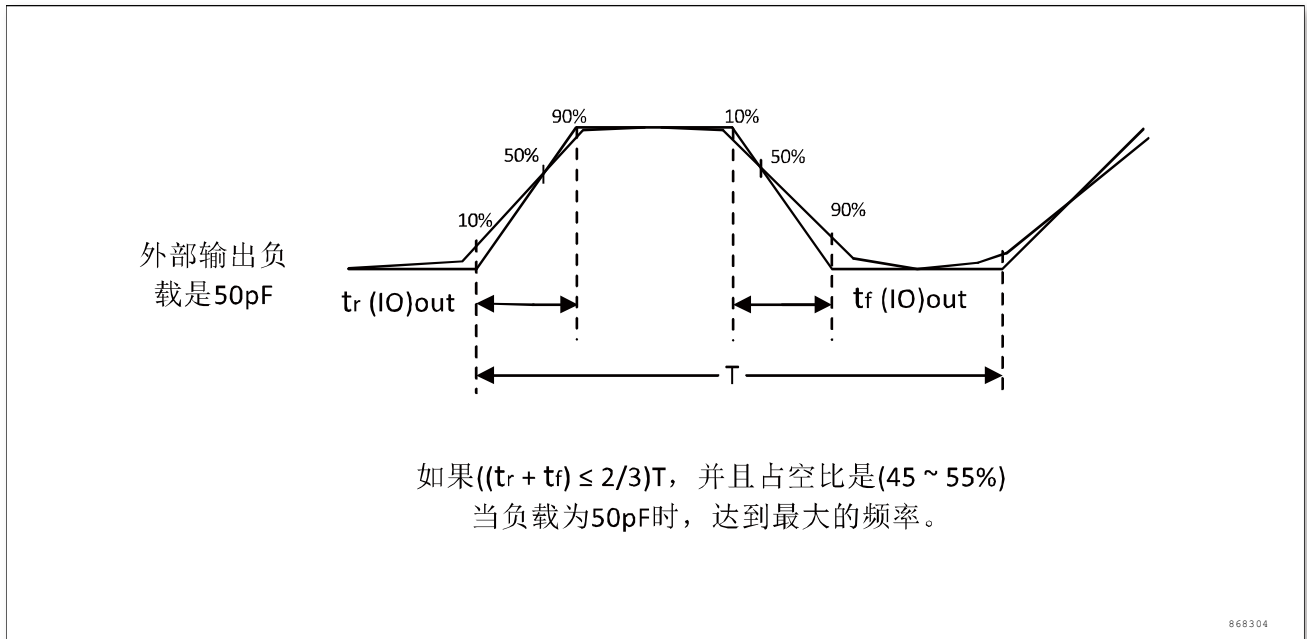 90%
10%
50%
50%
10%
90%
外部输出负
载是50pF
tr (IO)out
tf (IO)out
T
如果((tr + tf) ≤ 2/3)T，并且占空比是(45 ~ 55%)
当负载为50pF时，达到最大的频率。
868304